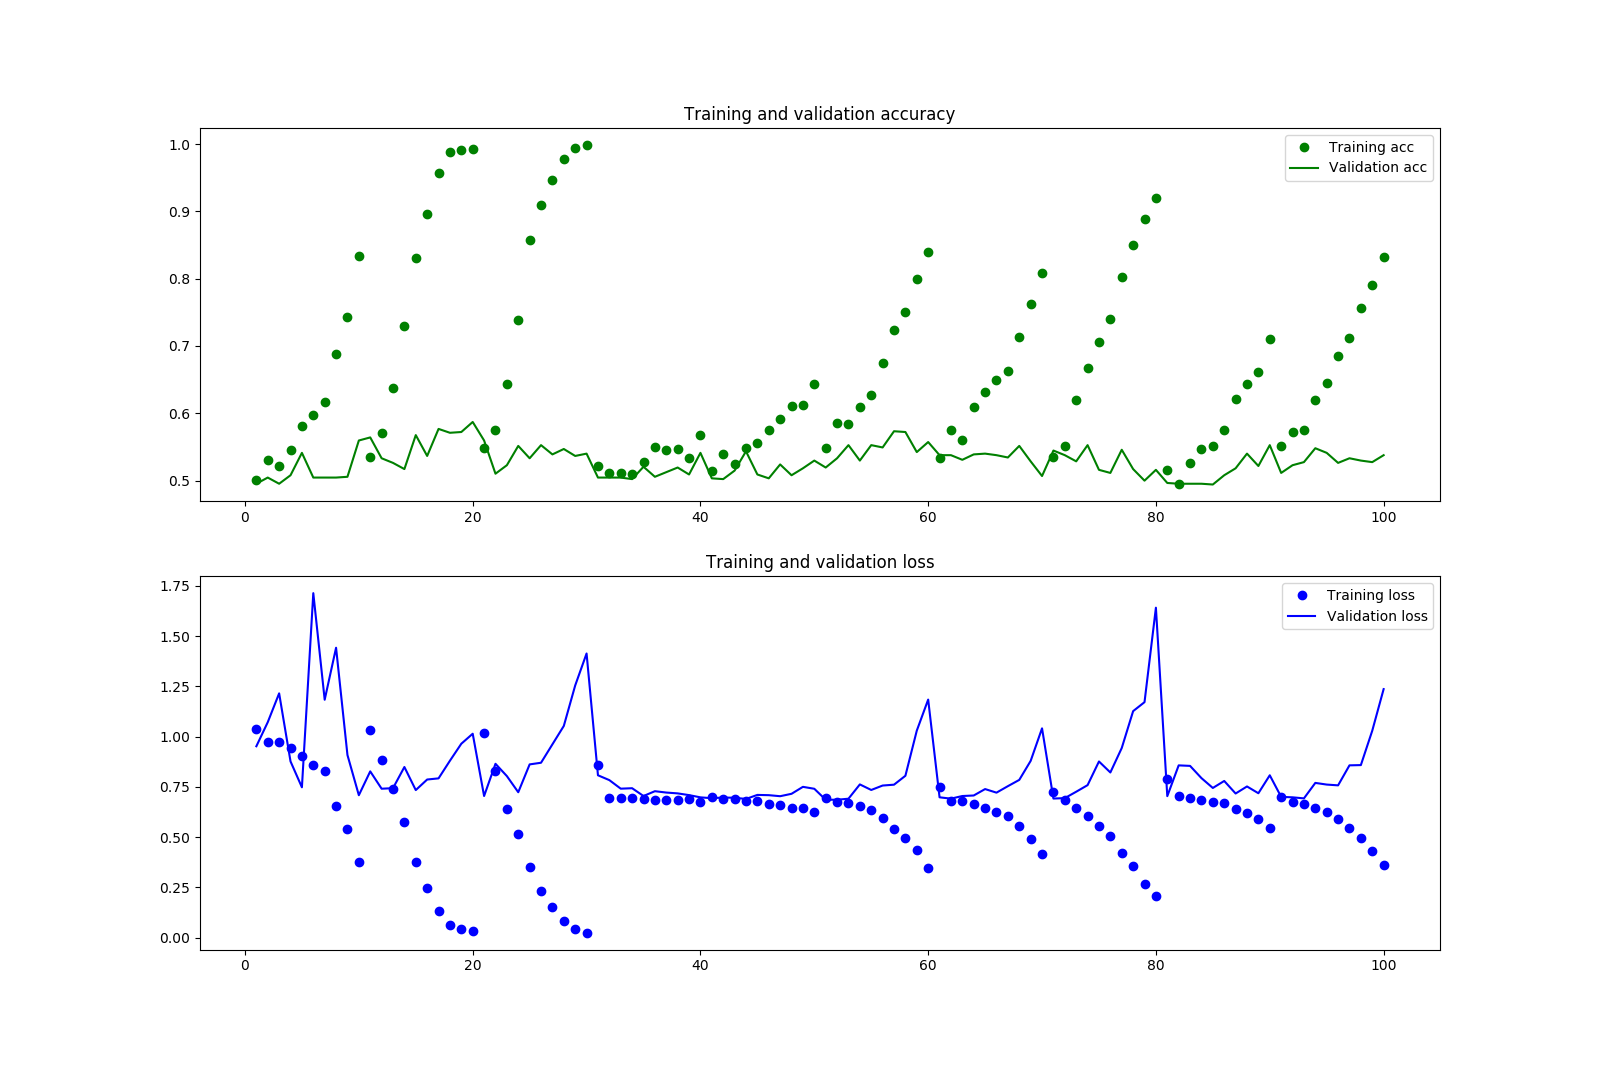 Training and validation accuracy
1.0
0.9
0.8
0.7
0.6
0.5
Training acc
Validation acc
0 20 40 60 80 100
Training and validation loss
1.75
1.50
1.25
1.00
0.75
0.50
0.25
0.00
Training loss
Validation loss
0 20 40 60 80 100